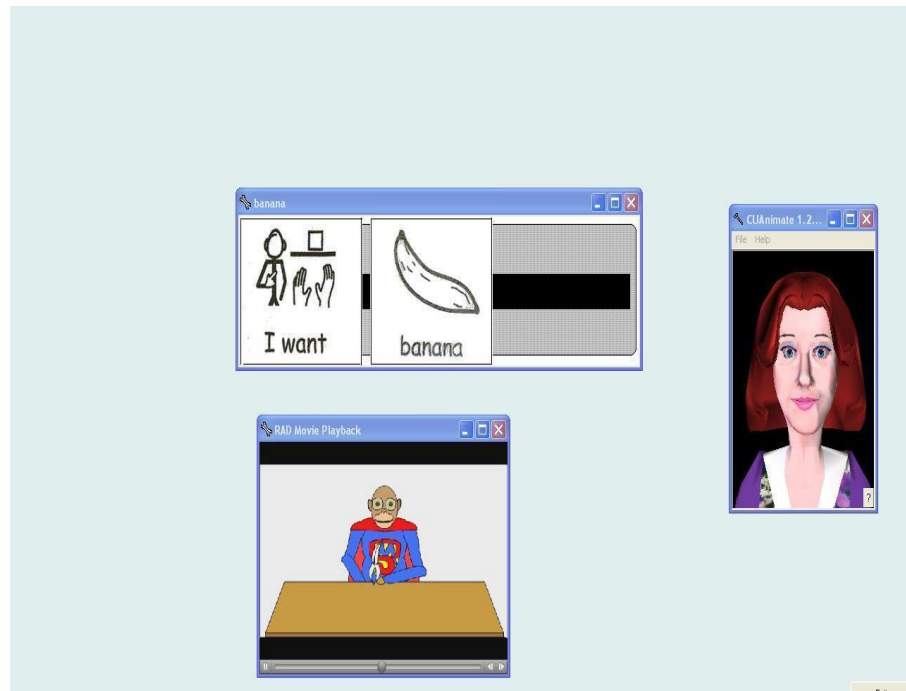 banana
I want
banana
CUAnimate 1.2...
File Help
?
RAD Movie Playback